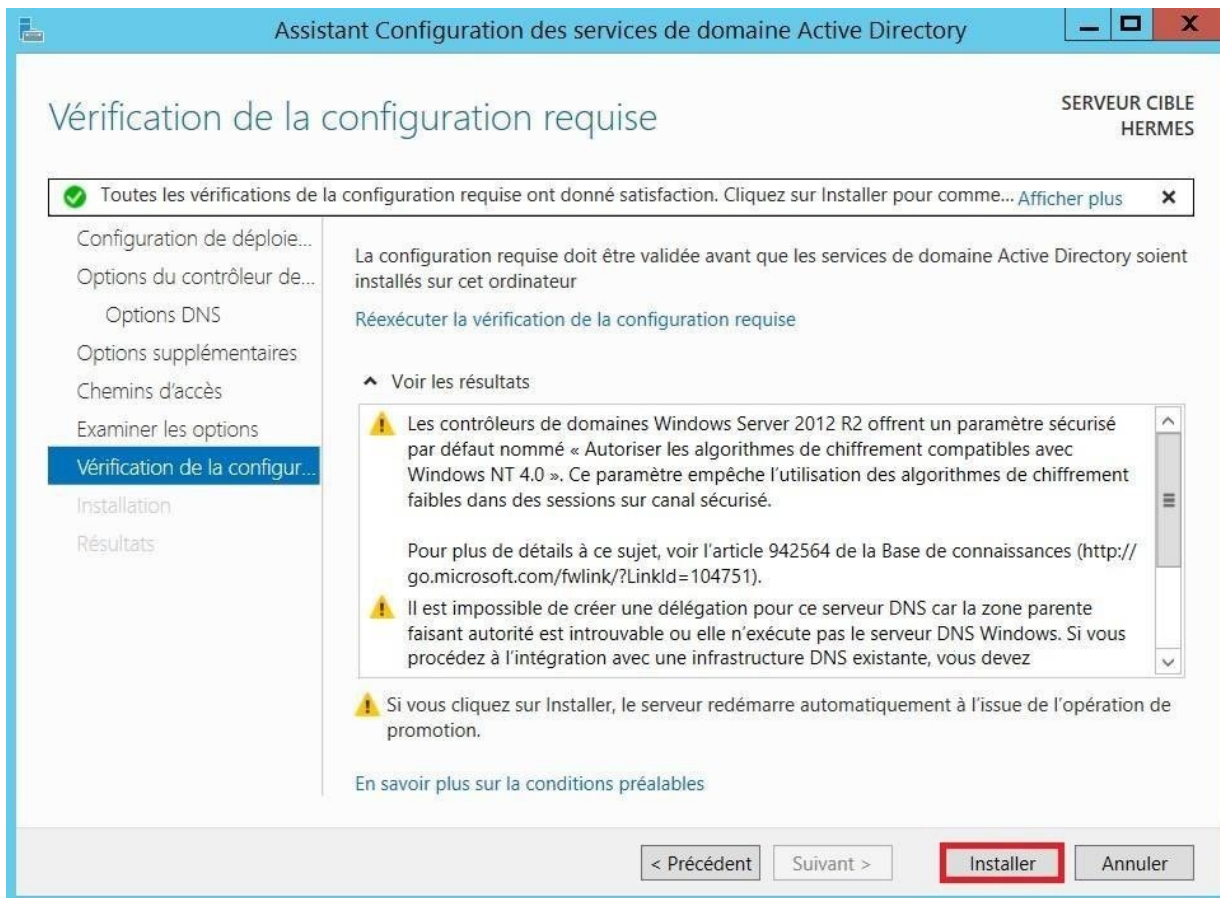 Assistant Configuration des services de domaine Active Directory
Vérification de la configuration requise
SERVEUR CIBLE
HERMES
Toutes les vérifications de la configuration requise ont donné satisfaction. Cliquez sur Installer pour comme... Afficher plus
Configuration de déploie...
Options du contrôleur de...
Options DNS
Options supplémentaires
Chemins d'accès
Examiner les options
Vérification de la configur...
Installation
Résultats
La configuration requise doit être validée avant que les services de domaine Active Directory soient
installés sur cet ordinateur
Réexécuter la vérification de la configuration requise
Voir les résultats
Les contrôleurs de domaines Windows Server 2012 R2 offrent un paramètre sécurisé
par défaut nommé « Autoriser les algorithmes de chiffrement compatibles avec
Windows NT 4.0 ». Ce paramètre empêche l'utilisation des algorithmes de chiffrement
faibles dans des sessions sur canal sécurisé.
Pour plus de détails à ce sujet, voir l'article 942564 de la Base de connaissances (http://
go.microsoft.com/fwlink/?LinkId=104751).
Il est impossible de créer une délégation pour ce serveur DNS car la zone parente
faisant autorité est introuvable ou elle n'exécute pas le serveur DNS Windows. Si vous
procédez à l'intégration avec une infrastructure DNS existante, vous devez
Si vous cliquez sur Installer, le serveur redémarre automatiquement à l'issue de l'opération de
promotion.
En savoir plus sur la conditions préalables
< Précédent
Suivant >
Installer
Annuler